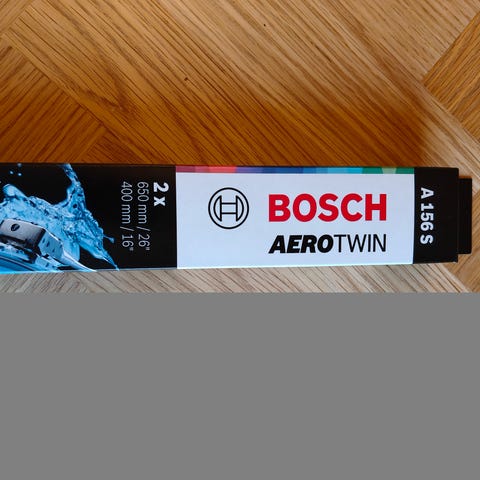 2 x
650 mm / 26"
400 mm / 16"
BOSCH
AEROTWIN
A 156 S